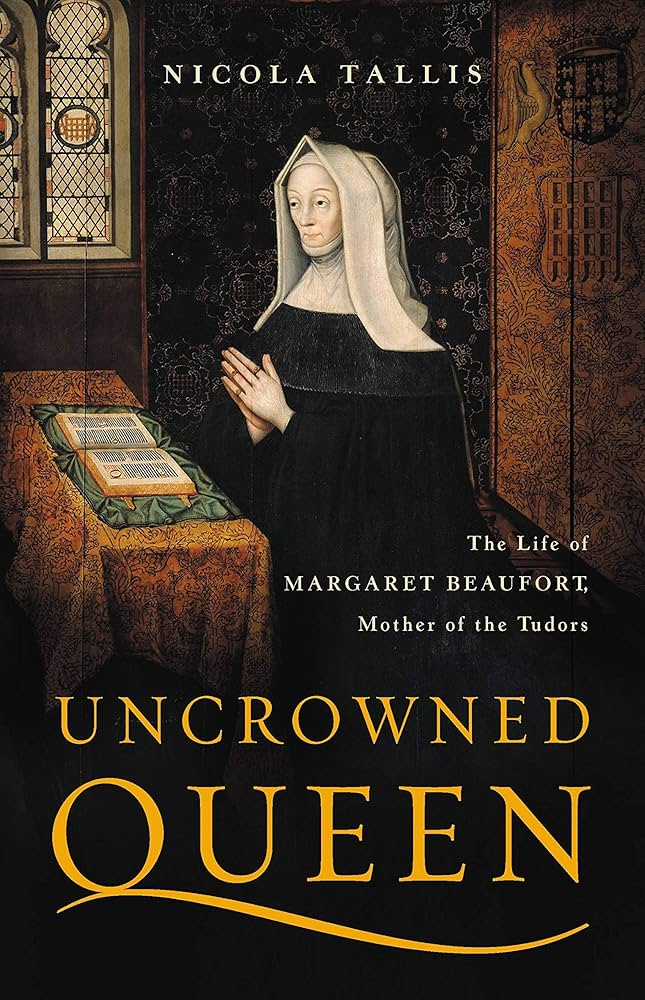 NICOLA TALLIS
The Life of
MARGARET BEAUFORT,
Mother of the Tudors
UNCROWNED
QUEEN